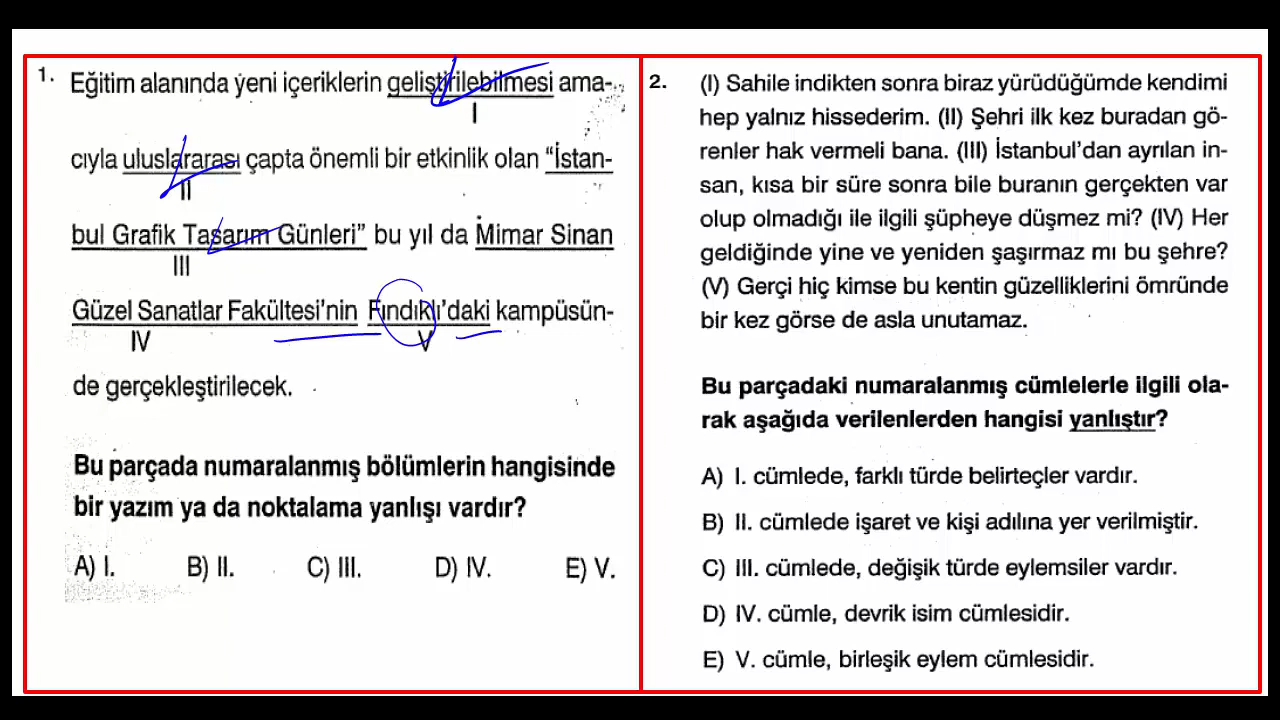 1.
Eğitim alanında yeni içeriklerin geliştirilebilmesi ama-
I
cıyla uluslararası çapta önemli bir etkinlik olan “İstan-
II
bul Grafik Tasarım Günleri” bu yıl da Mimar Sinan
III
Güzel Sanatlar Fakültesi’nin Fındıklı’daki kampüsün-
IV V
de gerçekleştirilecek.
Bu parçada numaralanmış bölümlerin hangisinde
bir yazım ya da noktalama yanlışı vardır?
A) I. B) II. C) III. D) IV. E) V.
2.
(I) Sahile indikten sonra biraz yürüdüğümde kendimi
hep yalnız hissederim. (II) Şehri ilk kez buradan gö-
renler hak vermeli bana. (III) İstanbul’dan ayrılan in-
san, kısa bir süre sonra bile buranın gerçekten var
olup olmadığı ile ilgili şüpheye düşmez mi? (IV) Her
geldiğinde yine ve yeniden şaşırmaz mı bu şehre?
(V) Gerçi hiç kimse bu kentin güzelliklerini ömründe
bir kez görse de asla unutamaz.
Bu parçadaki numaralanmış cümlelerle ilgili ola-
rak aşağıda verilenlerden hangisi yanlıştır?
A) I. cümlede, farklı türde belirteçler vardır.
B) II. cümlede işaret ve kişi adılına yer verilmiştir.
C) III. cümlede, değişik türde eylemsiler vardır.
D) IV. cümle, devrik isim cümlesidir.
E) V. cümle, birleşik eylem cümlesidir.